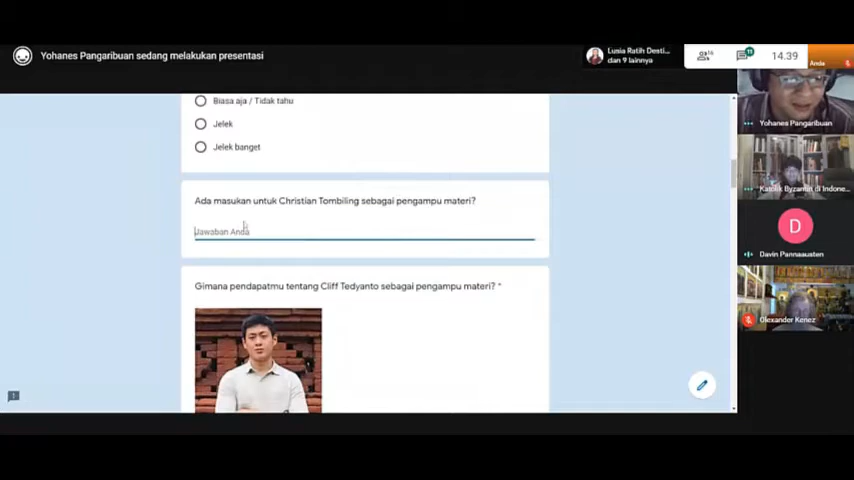 Yohanes Pangaribuan sedang melakukan presentasi
Lusia Ratih Desti...
dan 9 lainnya
16
11
14.39
Anda
Biasa aja / Tidak tahu
Jelek
Jelek banget
Ada masukan untuk Christian Tombiling sebagai pengampu materi?
Jawaban Anda
Gimana pendapatmu tentang Cliff Tedyanto sebagai pengampu materi? *
Yohanes Pangaribuan
Katolik Byzantin di Indone...
D
Davin Pannaausten
Olexander Kenez